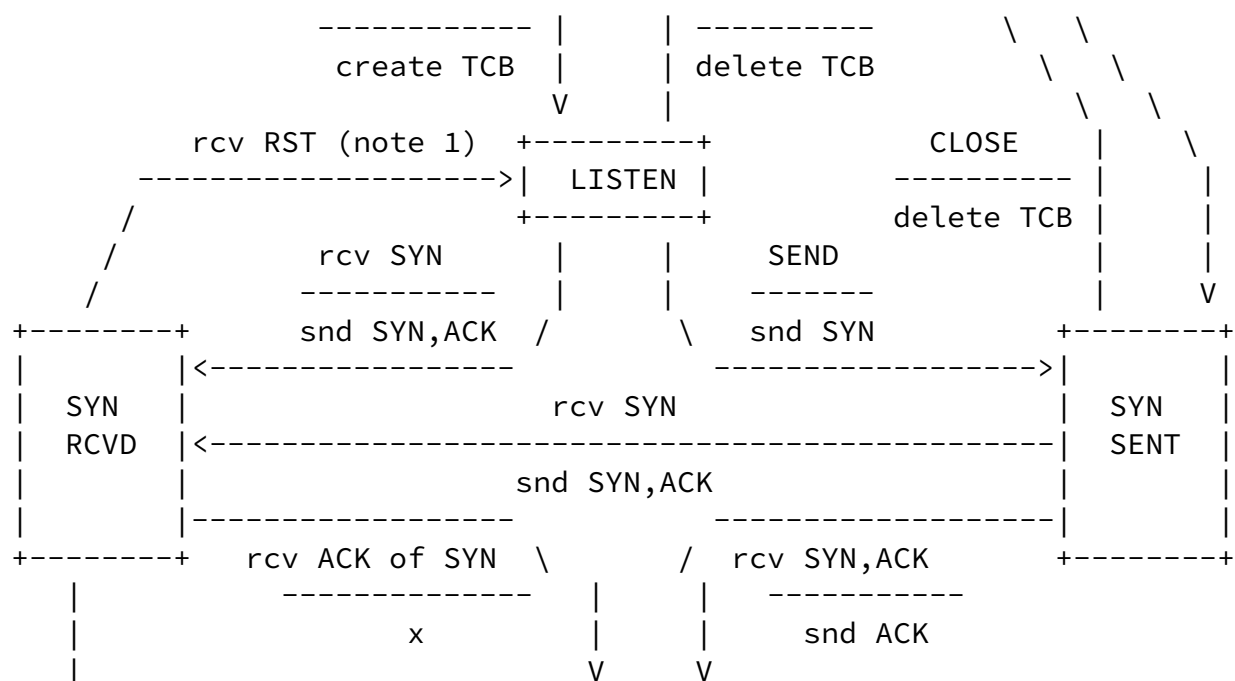 ------------ |      | ----------      \   \
create TCB  |      | delete TCB         \   \
V      |                      \   \
rcv RST (note 1)  +---------+            CLOSE    |    \
-------------------->|  LISTEN |          ---------- |     |
/                     +---------+          delete TCB |     |
/           rcv SYN      |     |     SEND              |     |
/           -----------   |     |    -------            |     V
+--------+      snd SYN,ACK  /       \   snd SYN          +--------+
|        |<-----------------           ------------------>|        |
|  SYN   |                    rcv SYN                     |  SYN   |
|  RCVD  |<-----------------------------------------------|  SENT  |
|        |                  snd SYN,ACK                   |        |
|        |------------------           -------------------|        |
+--------+   rcv ACK of SYN  \       /  rcv SYN,ACK       +--------+
|           --------------   |     |   -----------
|                  x         |     |     snd ACK
|                            V     V